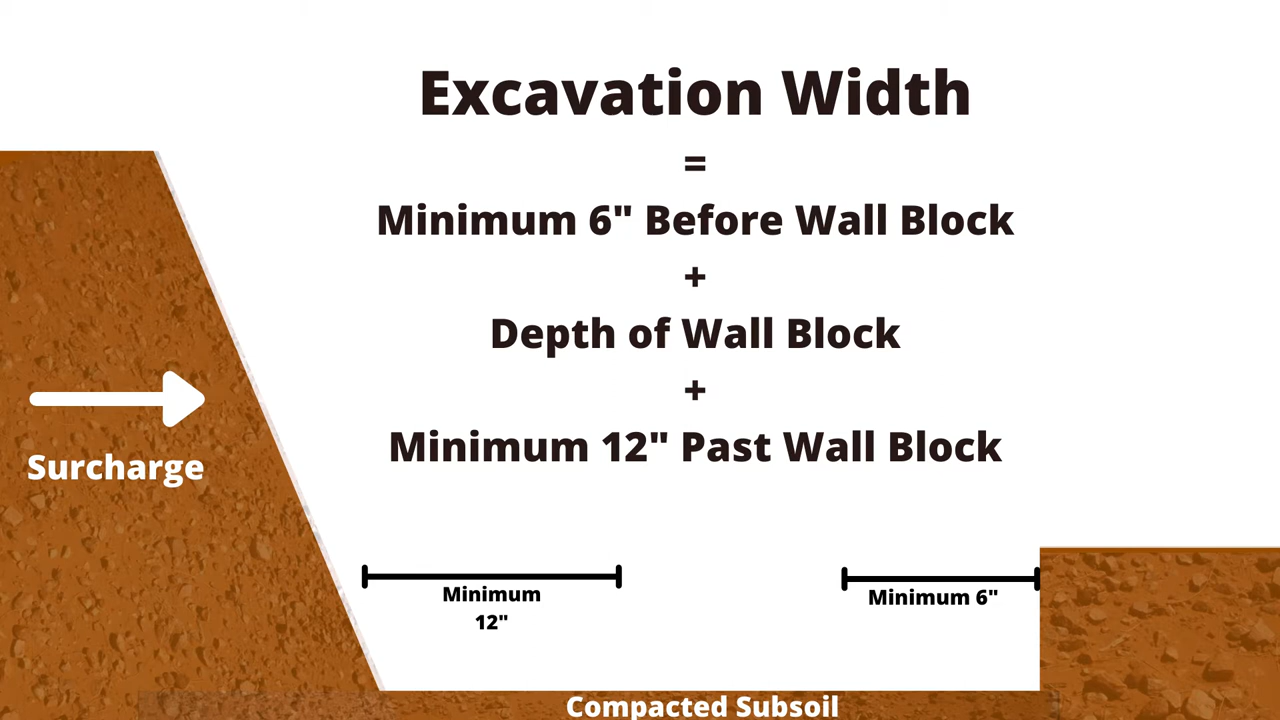 Excavation Width
=
Minimum 6" Before Wall Block
+
Depth of Wall Block
+
Minimum 12" Past Wall Block
Surcharge
Minimum
12"
Minimum 6"
Compacted Subsoil